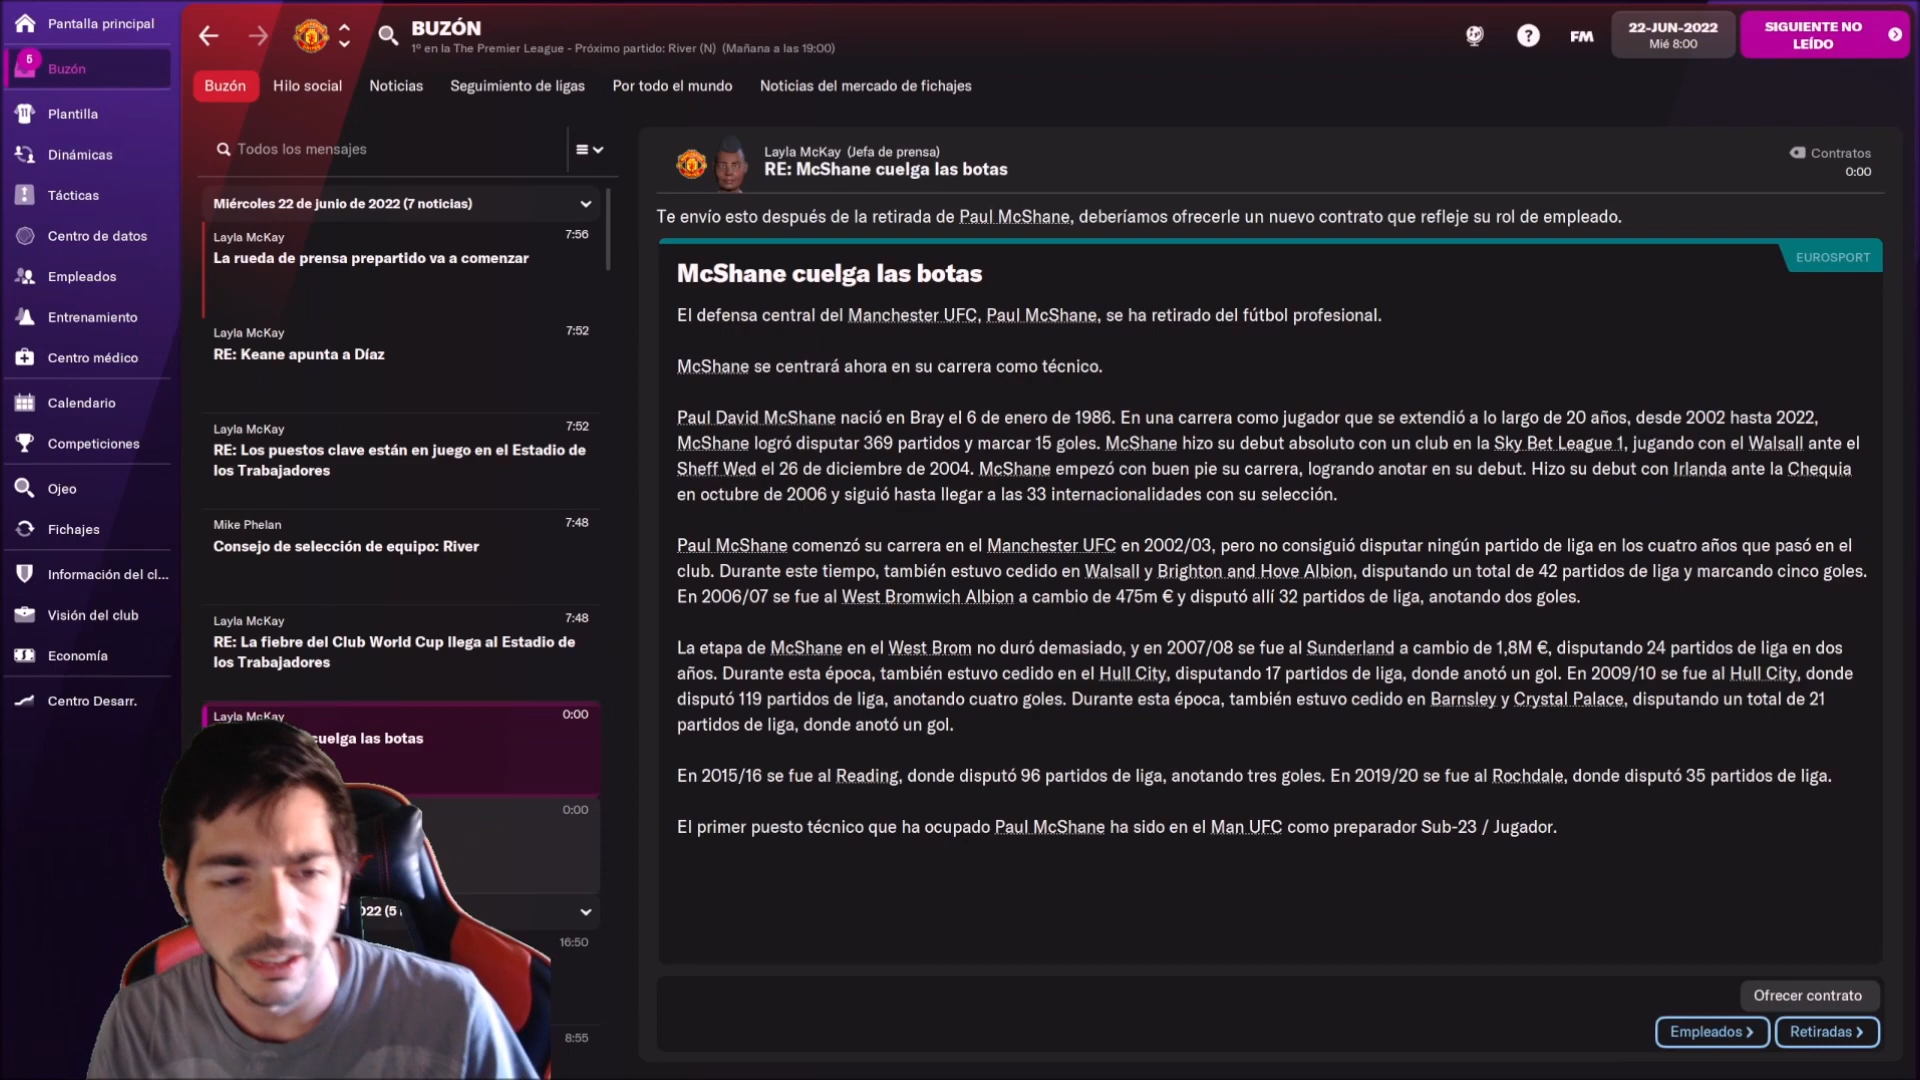 Pantalla principal
5
Buzón
Plantilla
Dinámicas
Tácticas
Centro de datos
Empleados
Entrenamiento
Centro médico
Calendario
Competiciones
Ojeo
Fichajes
Información del cl...
Visión del club
Economía
Centro Desarr.
BUZÓN
1º en la The Premier League - Próximo partido: River (N) (Mañana a las 19:00)
FM
22-JUN-2022
Mié 8:00
SIGUIENTE NO
LEÍDO
Buzón
Hilo social
Noticias
Seguimiento de ligas
Por todo el mundo
Noticias del mercado de fichajes
Todos los mensajes
Miércoles 22 de junio de 2022 (7 noticias)
Layla McKay 7:56
La rueda de prensa prepartido va a comenzar
Layla McKay 7:52
RE: Keane apunta a Díaz
Layla McKay 7:52
RE: Los puestos clave están en juego en el Estadio de
los Trabajadores
Mike Phelan 7:48
Consejo de selección de equipo: River
Layla McKay 7:48
RE: La fiebre del Club World Cup llega al Estadio de
los Trabajadores
Layla McKay 0:00
cuelga las botas
0:00
022 (5
16:50
8:55
Layla McKay (Jefa de prensa)
RE: McShane cuelga las botas
Contratos
0:00
Te envío esto después de la retirada de Paul McShane, deberíamos ofrecerle un nuevo contrato que refleje su rol de empleado.
EUROSPORT
McShane cuelga las botas
El defensa central del Manchester UFC, Paul McShane, se ha retirado del fútbol profesional.
McShane se centrará ahora en su carrera como técnico.
Paul David McShane nació en Bray el 6 de enero de 1986. En una carrera como jugador que se extendió a lo largo de 20 años, desde 2002 hasta 2022,
McShane logró disputar 369 partidos y marcar 15 goles. McShane hizo su debut absoluto con un club en la Sky Bet League 1, jugando con el Walsall ante el
Sheff Wed el 26 de diciembre de 2004. McShane empezó con buen pie su carrera, logrando anotar en su debut. Hizo su debut con Irlanda ante la Chequia
en octubre de 2006 y siguió hasta llegar a las 33 internacionalidades con su selección.
Paul McShane comenzó su carrera en el Manchester UFC en 2002/03, pero no consiguió disputar ningún partido de liga en los cuatro años que pasó en el
club. Durante este tiempo, también estuvo cedido en Walsall y Brighton and Hove Albion, disputando un total de 42 partidos de liga y marcando cinco goles.
En 2006/07 se fue al West Bromwich Albion a cambio de 475m € y disputó allí 32 partidos de liga, anotando dos goles.
La etapa de McShane en el West Brom no duró demasiado, y en 2007/08 se fue al Sunderland a cambio de 1,8M €, disputando 24 partidos de liga en dos
años. Durante esta época, también estuvo cedido en el Hull City, disputando 17 partidos de liga, donde anotó un gol. En 2009/10 se fue al Hull City, donde
disputó 119 partidos de liga, anotando cuatro goles. Durante esta época, también estuvo cedido en Barnsley y Crystal Palace, disputando un total de 21
partidos de liga, donde anotó un gol.
En 2015/16 se fue al Reading, donde disputó 96 partidos de liga, anotando tres goles. En 2019/20 se fue al Rochdale, donde disputó 35 partidos de liga.
El primer puesto técnico que ha ocupado Paul McShane ha sido en el Man UFC como preparador Sub-23 / Jugador.
Ofrecer contrato
Empleados
Retiradas